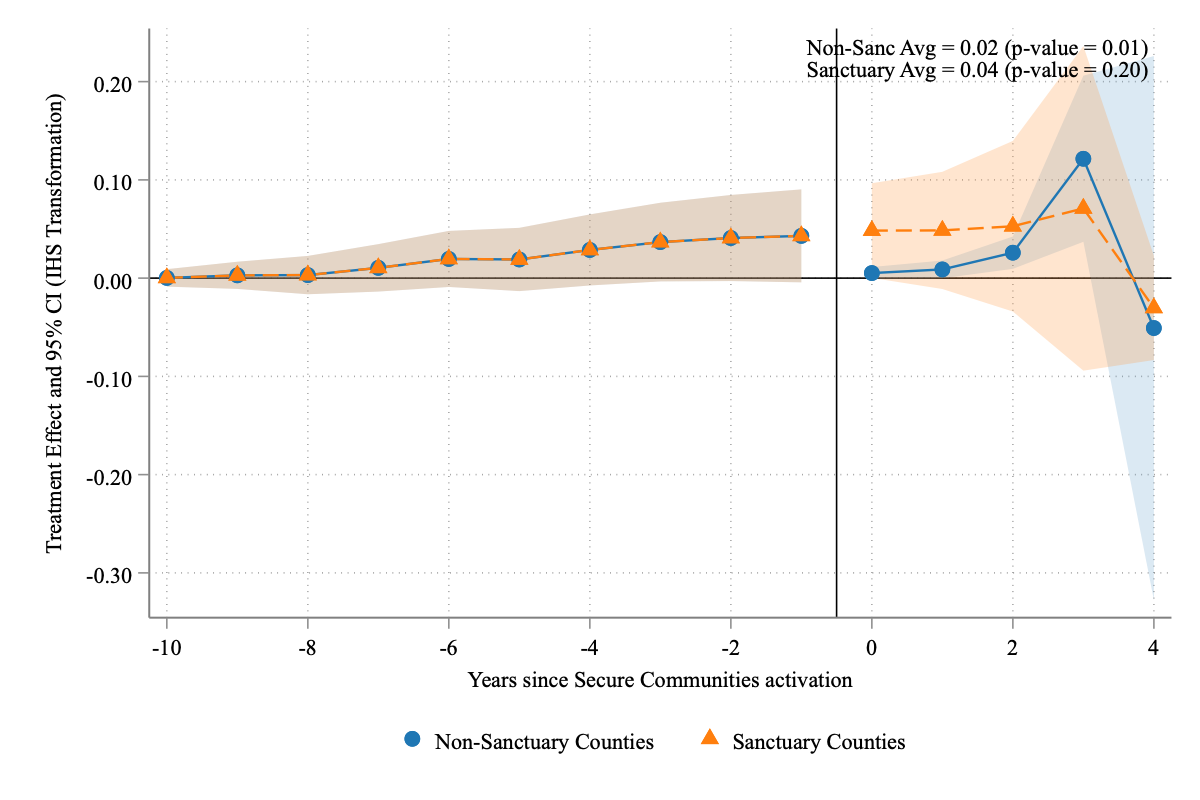 Non-Sanc Avg = 0.02 (p-value = 0.01)
Sanctuary Avg = 0.04 (p-value = 0.20)
Treatment Effect and 95% CI (IHS Transformation)
0.20
0.10
0.00
-0.10
-0.20
-0.30
-10 -8 -6 -4 -2 0 2 4
Years since Secure Communities activation
Non-Sanctuary Counties Sanctuary Counties